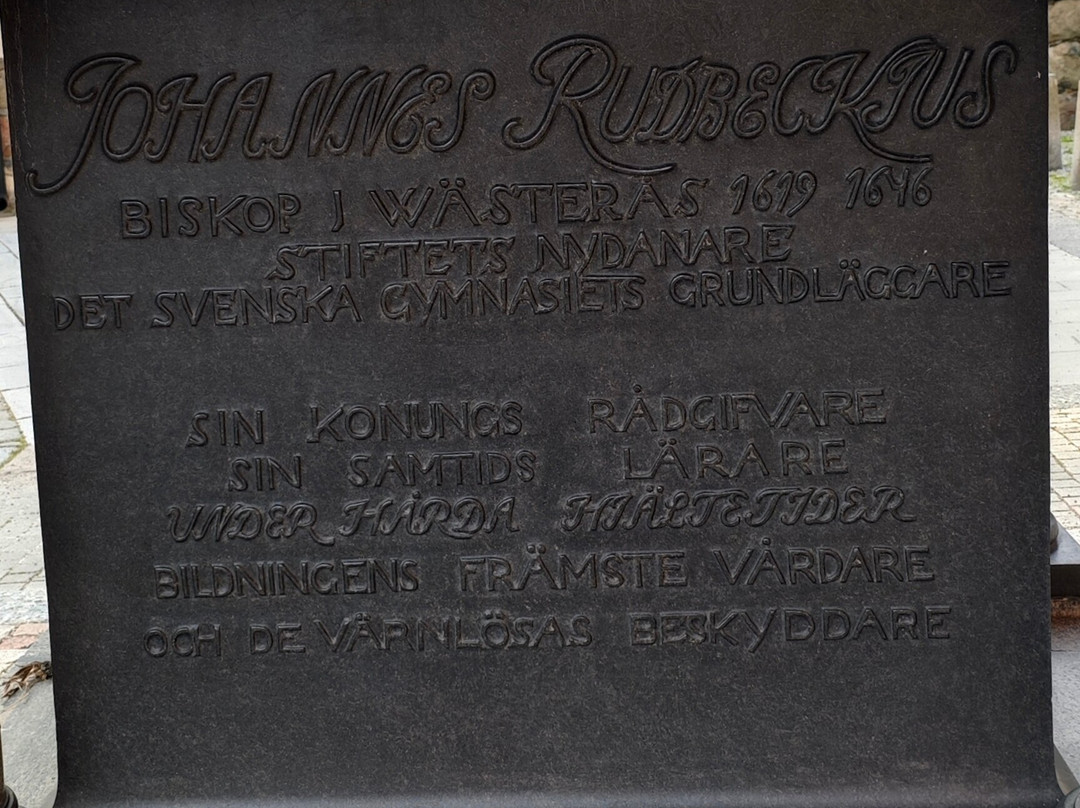 JOHANNES RUDBECKIUS
BISKOP I WÄSTERÅS 1619 1646
STIFTETS NYDANARE
DET SVENSKA GYMNASIETS GRUNDLÄGGARE
SIN KONUNGS RÅDGIFVARE
SIN SAMTIDS LÄRARE
UNDER HÅRDA HJÄLTETIDER
BILDNINGENS FRÄMSTE VÅRDARE
OCH DE VÄRNLÖSAS BESKYDDARE